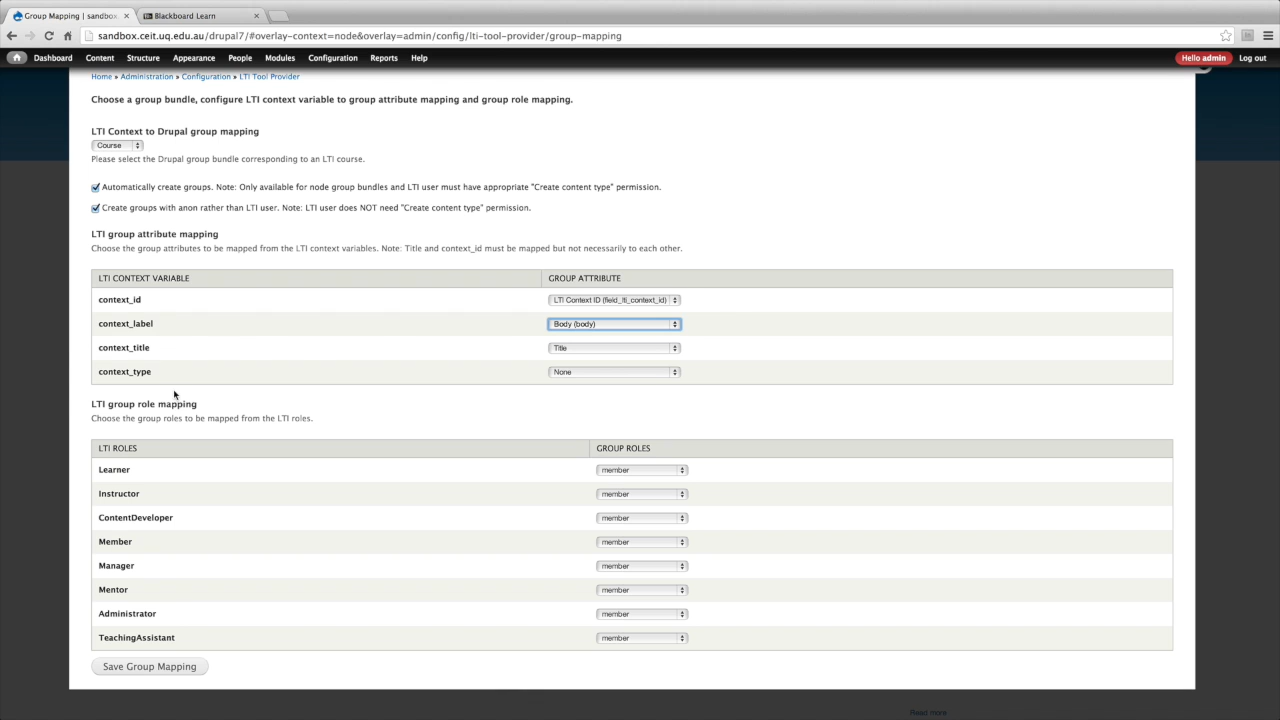 Group Mapping | sandbox
Blackboard Learn
sandbox.ceit.uq.edu.au/drupal7/#overlay-context=node&overlay=admin/config/lti-tool-provider/group-mapping
Dashboard Content Structure Appearance People Modules Configuration Reports Help Hello admin Log out
Home » Administration » Configuration » LTI Tool Provider
Choose a group bundle, configure LTI context variable to group attribute mapping and group role mapping.
LTI Context to Drupal group mapping
Course
Please select the Drupal group bundle corresponding to an LTI course.
Automatically create groups. Note: Only available for node group bundles and LTI user must have appropriate "Create content type" permission.
Create groups with anon rather than LTI user. Note: LTI user does NOT need "Create content type" permission.
LTI group attribute mapping
Choose the group attributes to be mapped from the LTI context variables. Note: Title and context_id must be mapped but not necessarily to each other.
LTI CONTEXT VARIABLE GROUP ATTRIBUTE
context_id LTI Context ID (field_lti_context_id)
context_label Body (body)
context_title Title
context_type None
LTI group role mapping
Choose the group roles to be mapped from the LTI roles.
LTI ROLES GROUP ROLES
Learner member
Instructor member
ContentDeveloper member
Member member
Manager member
Mentor member
Administrator member
TeachingAssistant member
Save Group Mapping
Read more